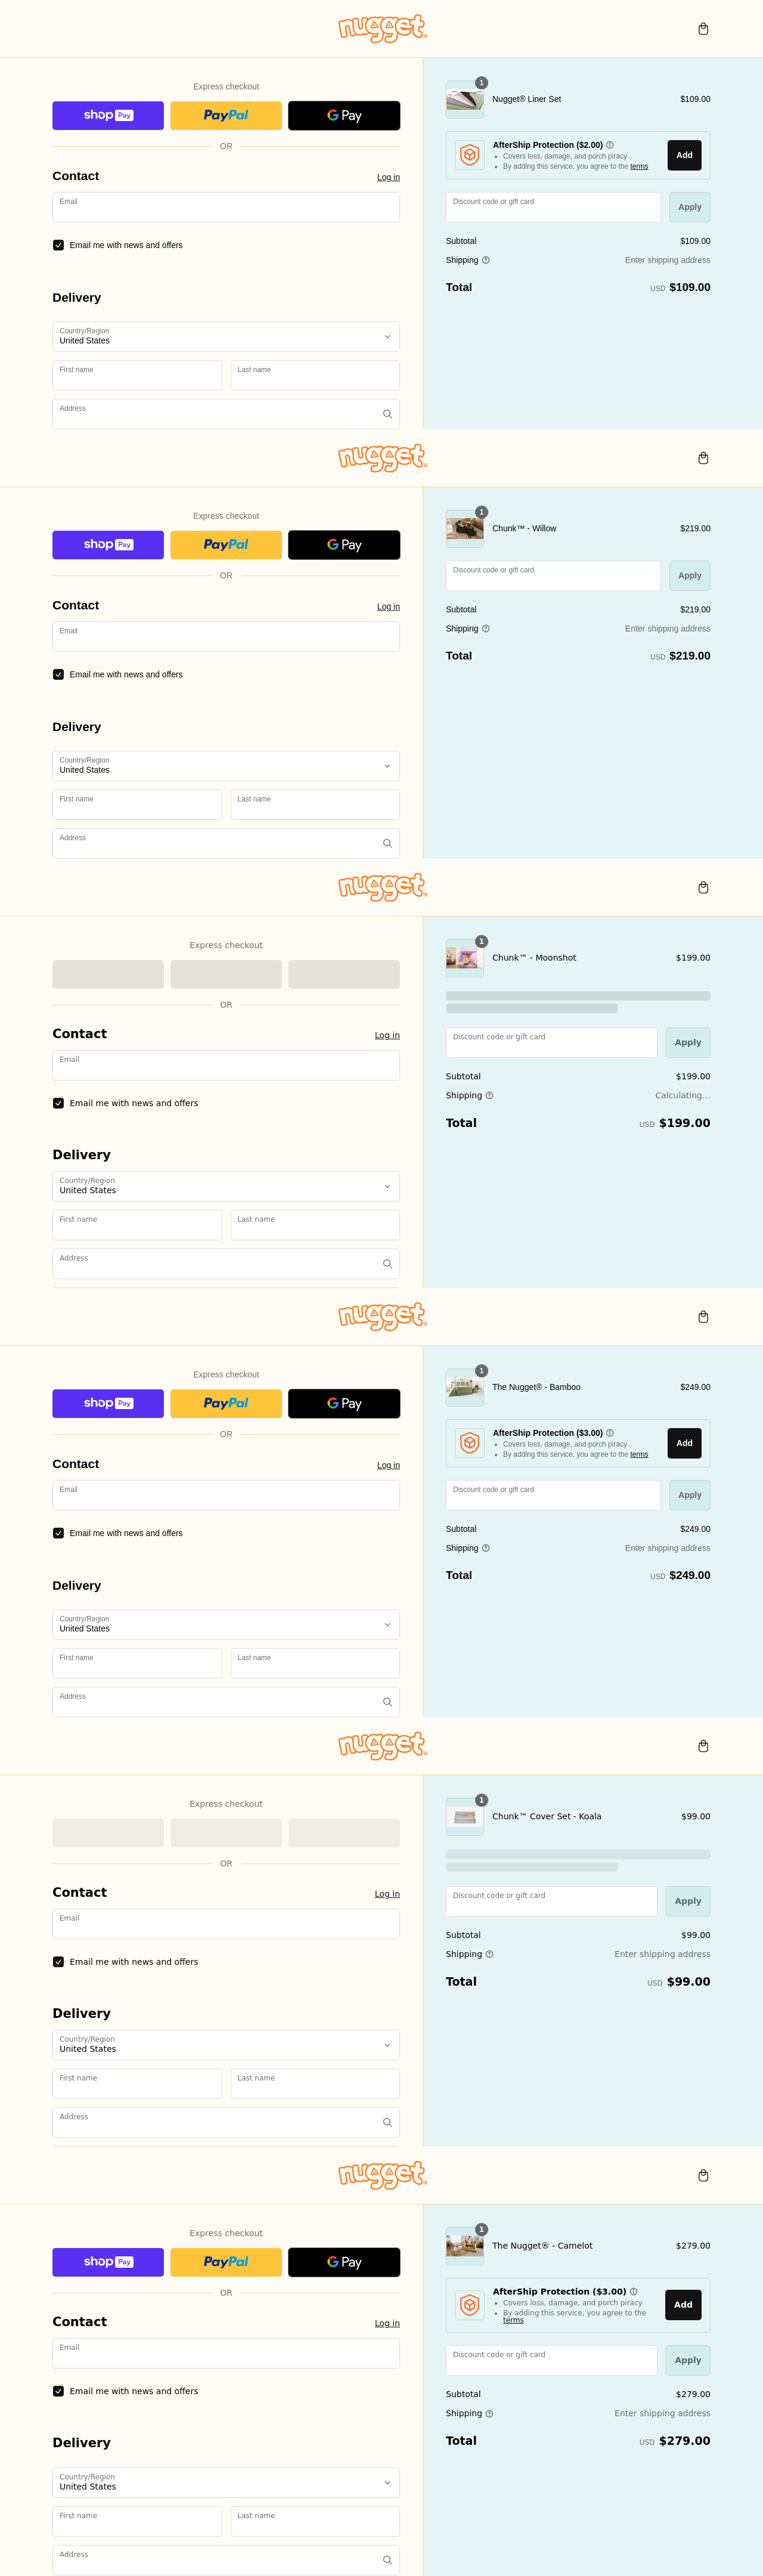 nugget
Express checkout
shop Pay
PayPal
G Pay
OR
Contact
Log in
Email
Email me with news and offers
Delivery
Country/Region
United States
First name
Last name
Address
1
Nugget® Liner Set
$109.00
AfterShip Protection ($2.00)
Covers loss, damage, and porch piracy
By adding this service, you agree to the terms
Add
Discount code or gift card
Apply
Subtotal
$109.00
Shipping
Enter shipping address
Total
USD $109.00
nugget
Express checkout
shop Pay
PayPal
G Pay
OR
Contact
Log in
Email
Email me with news and offers
Delivery
Country/Region
United States
First name
Last name
Address
1
Chunk™ - Willow
$219.00
Discount code or gift card
Apply
Subtotal
$219.00
Shipping
Enter shipping address
Total
USD $219.00
nugget
Express checkout
OR
Contact
Log in
Email
Email me with news and offers
Delivery
Country/Region
United States
First name
Last name
Address
1
Chunk™ - Moonshot
$199.00
Discount code or gift card
Apply
Subtotal
$199.00
Shipping
Calculating...
Total
USD $199.00
nugget
Express checkout
shop Pay
PayPal
G Pay
OR
Contact
Log in
Email
Email me with news and offers
Delivery
Country/Region
United States
First name
Last name
Address
1
The Nugget® - Bamboo
$249.00
AfterShip Protection ($3.00)
Covers loss, damage, and porch piracy
By adding this service, you agree to the terms
Add
Discount code or gift card
Apply
Subtotal
$249.00
Shipping
Enter shipping address
Total
USD $249.00
nugget
Express checkout
OR
Contact
Log in
Email
Email me with news and offers
Delivery
Country/Region
United States
First name
Last name
Address
1
Chunk™ Cover Set - Koala
$99.00
Discount code or gift card
Apply
Subtotal
$99.00
Shipping
Enter shipping address
Total
USD $99.00
nugget
Express checkout
shop Pay
PayPal
G Pay
OR
Contact
Log in
Email
Email me with news and offers
Delivery
Country/Region
United States
First name
Last name
Address
1
The Nugget® - Camelot
$279.00
AfterShip Protection ($3.00)
Covers loss, damage, and porch piracy
By adding this service, you agree to the
terms
Add
Discount code or gift card
Apply
Subtotal
$279.00
Shipping
Enter shipping address
Total
USD $279.00